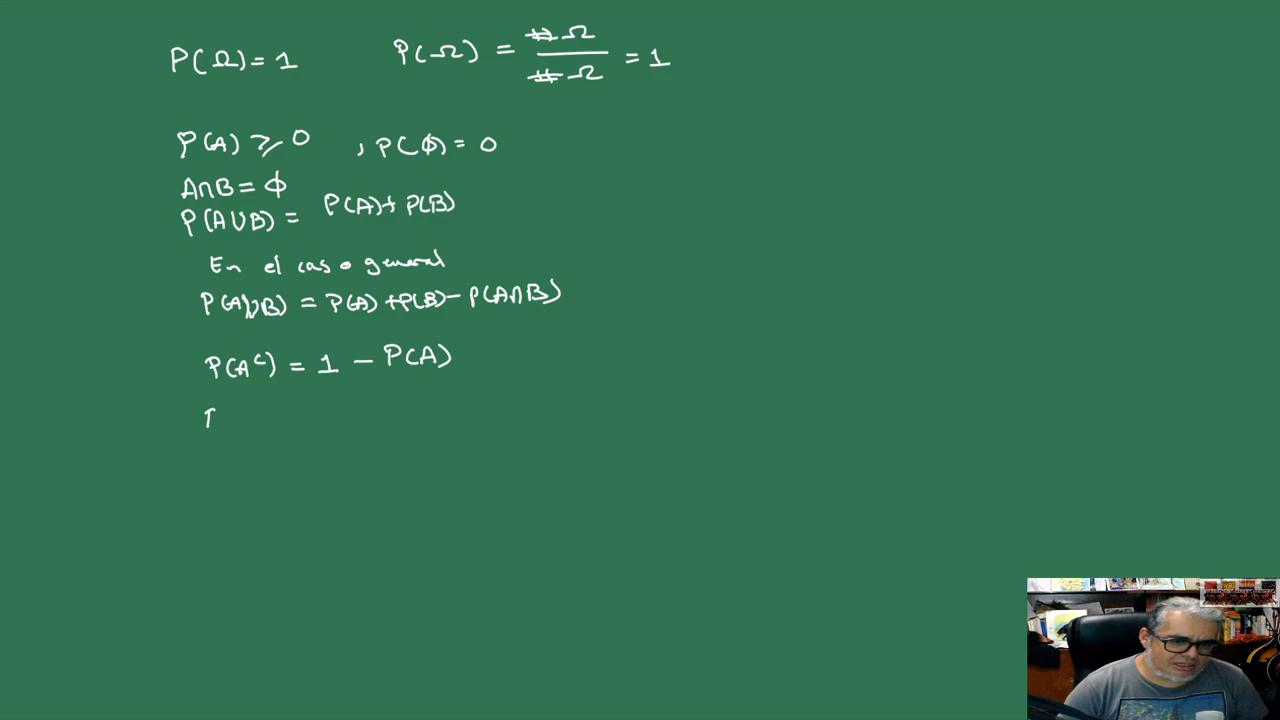 P(Ω) = 1    P(Ω) = #Ω / #Ω = 1
P(A) ⩾ 0    , P(ϕ) = 0
A∩B = ϕ
P(A∪B) = P(A) + P(B)
En el caso general
P(A∪B) = P(A) + P(B) − P(A∩B)
P(Aᶜ) = 1 − P(A)